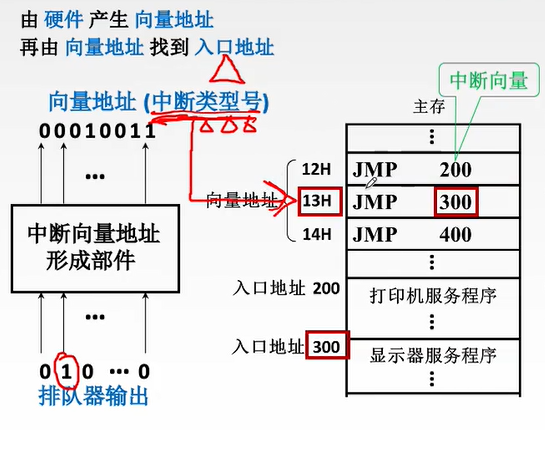 由 硬件 产生 向量地址
再由 向量地址 找到 入口地址
中断向量
向量地址 (中断类型号)
主存
00010011
⋮
12H JMP 200
向量地址 13H JMP 300
14H JMP 400
...
中断向量地址
形成部件
⋮
入口地址 200 打印机服务程序
...
⋮
入口地址 300 显示器服务程序
0 1 0 ... 0
⋮
排队器输出